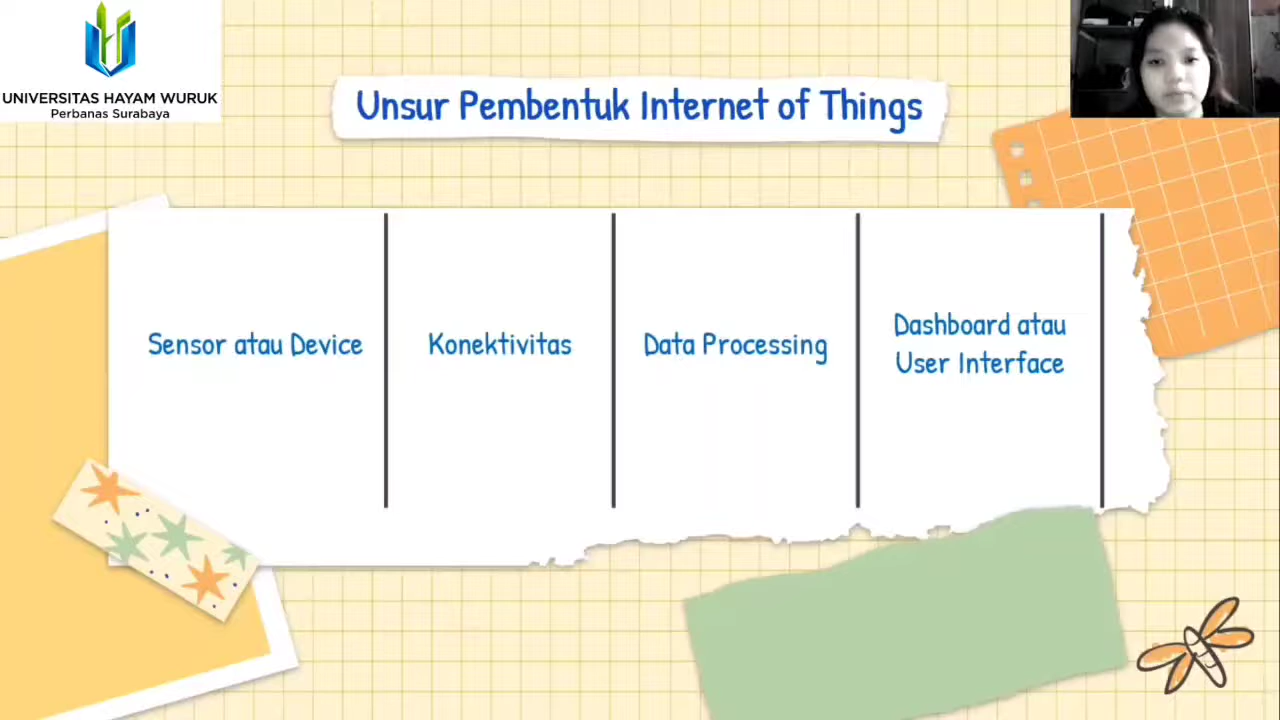 UNIVERSITAS HAYAM WURUK
Perbanas Surabaya
Unsur Pembentuk Internet of Things
Sensor atau Device
Konektivitas
Data Processing
Dashboard atau
User Interface